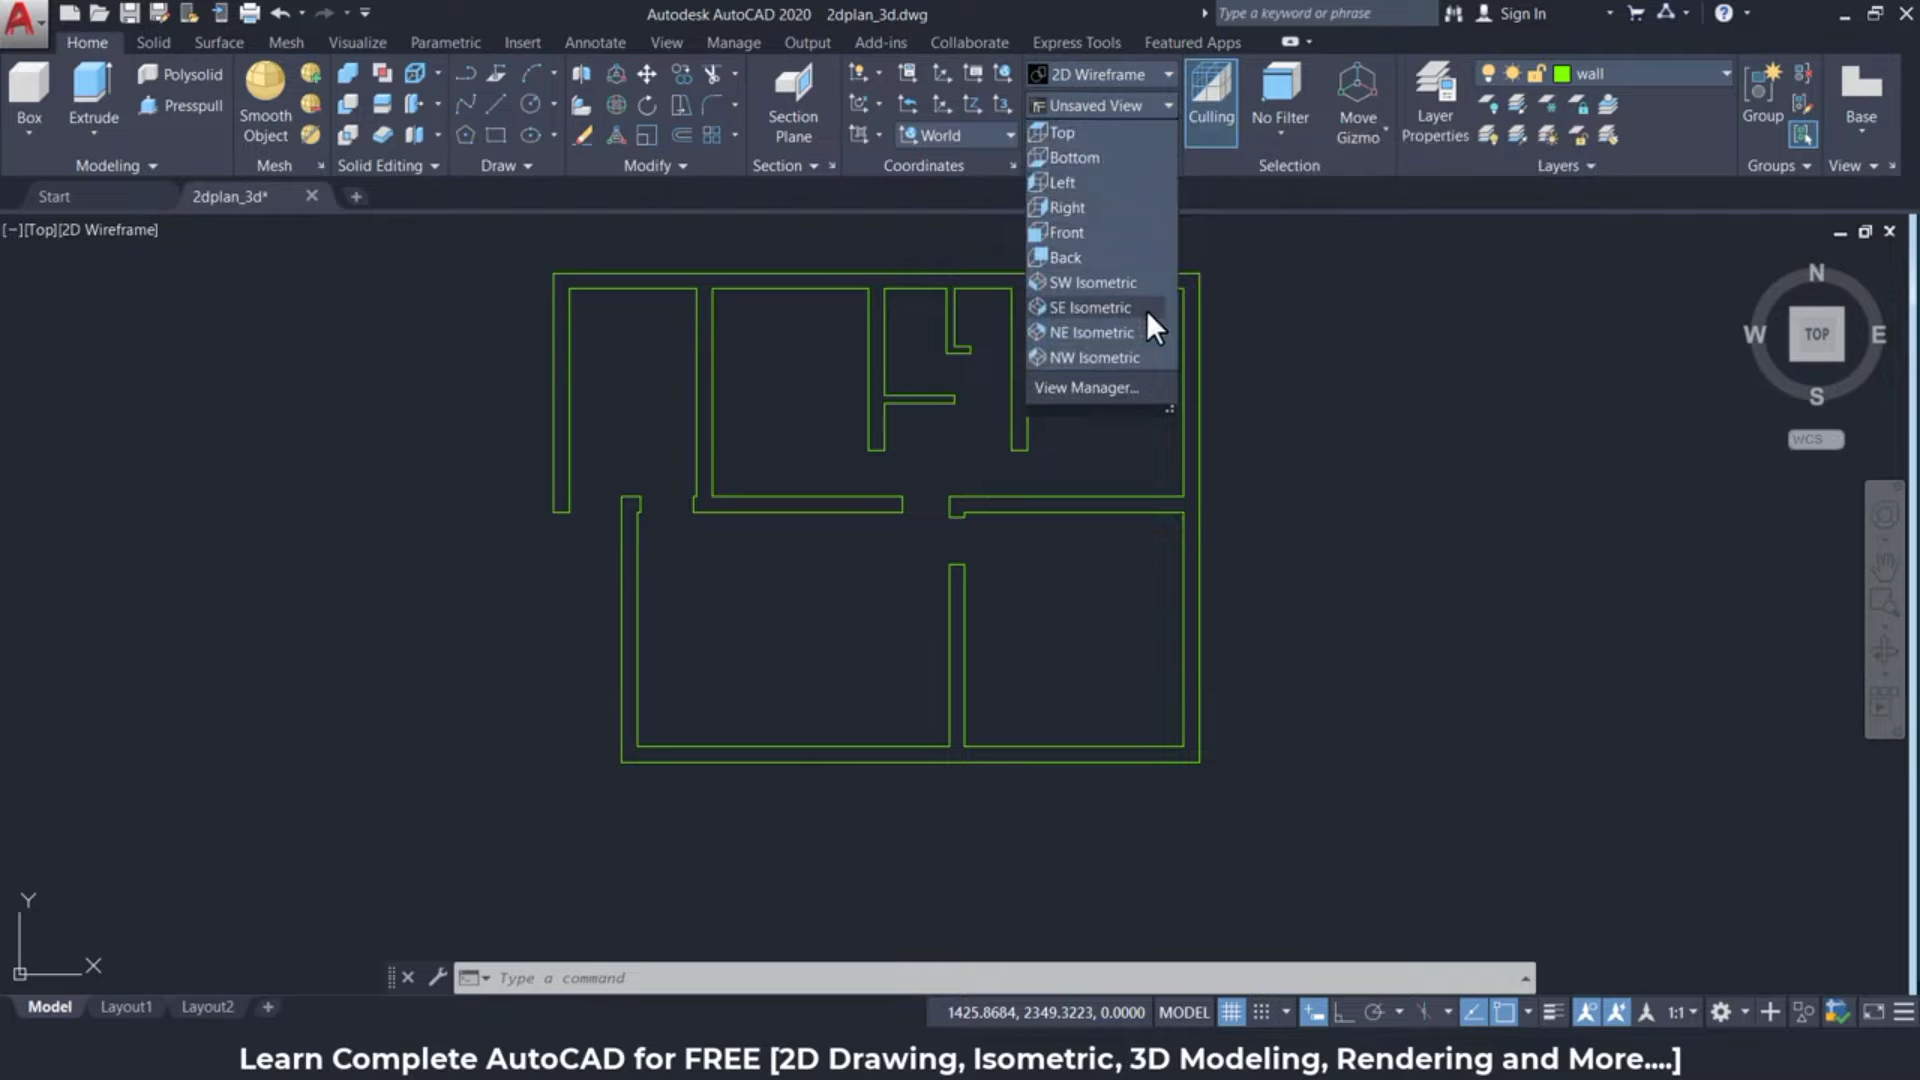 Autodesk AutoCAD 2020 2dplan_3d.dwg
Type a keyword or phrase
Sign In
Home Solid Surface Mesh Visualize Parametric Insert Annotate View Manage Output Add-ins Collaborate Express Tools Featured Apps
Box
Extrude
Polysolid
Presspull
Smooth
Object
Section
Plane
World
2D Wireframe
Unsaved View
Culling
No Filter
Move
Gizmo
Layer
Properties
wall
Group
Base
Modeling
Mesh
Solid Editing
Draw
Modify
Section
Coordinates
Selection
Layers
Groups
View
Top
Bottom
Left
Right
Front
Back
SW Isometric
SE Isometric
NE Isometric
NW Isometric
View Manager...
Start
2dplan_3d*
[−][Top][2D Wireframe]
N
W
TOP
E
S
WCS
Y
X
Type a command
Model
Layout1
Layout2
1425.8684, 2349.3223, 0.0000
MODEL
1:1
Learn Complete AutoCAD for FREE [2D Drawing, Isometric, 3D Modeling, Rendering and More....]